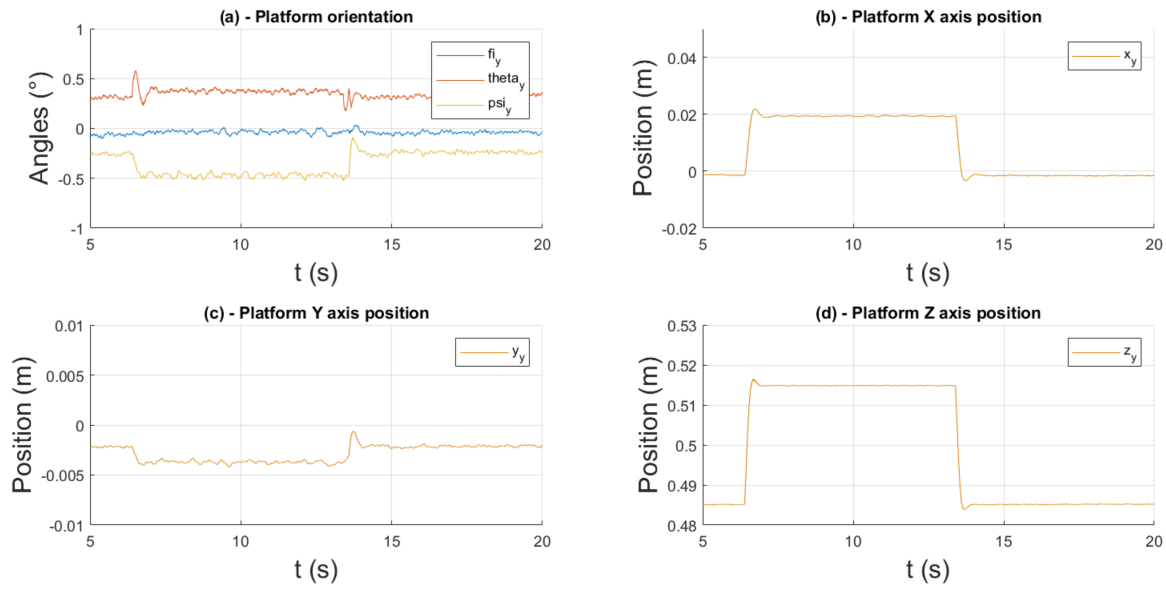 (a) - Platform orientation
1
0.5
0
-0.5
-1
Angles (°)
fi_y
theta_y
psi_y
5
10
15
20
t (s)
(b) - Platform X axis position
0.04
0.02
0
-0.02
Position (m)
x_y
5
10
15
20
t (s)
(c) - Platform Y axis position
0.01
0.005
0
-0.005
-0.01
Position (m)
y_y
5
10
15
20
t (s)
(d) - Platform Z axis position
0.53
0.52
0.51
0.5
0.49
0.48
Position (m)
z_y
5
10
15
20
t (s)